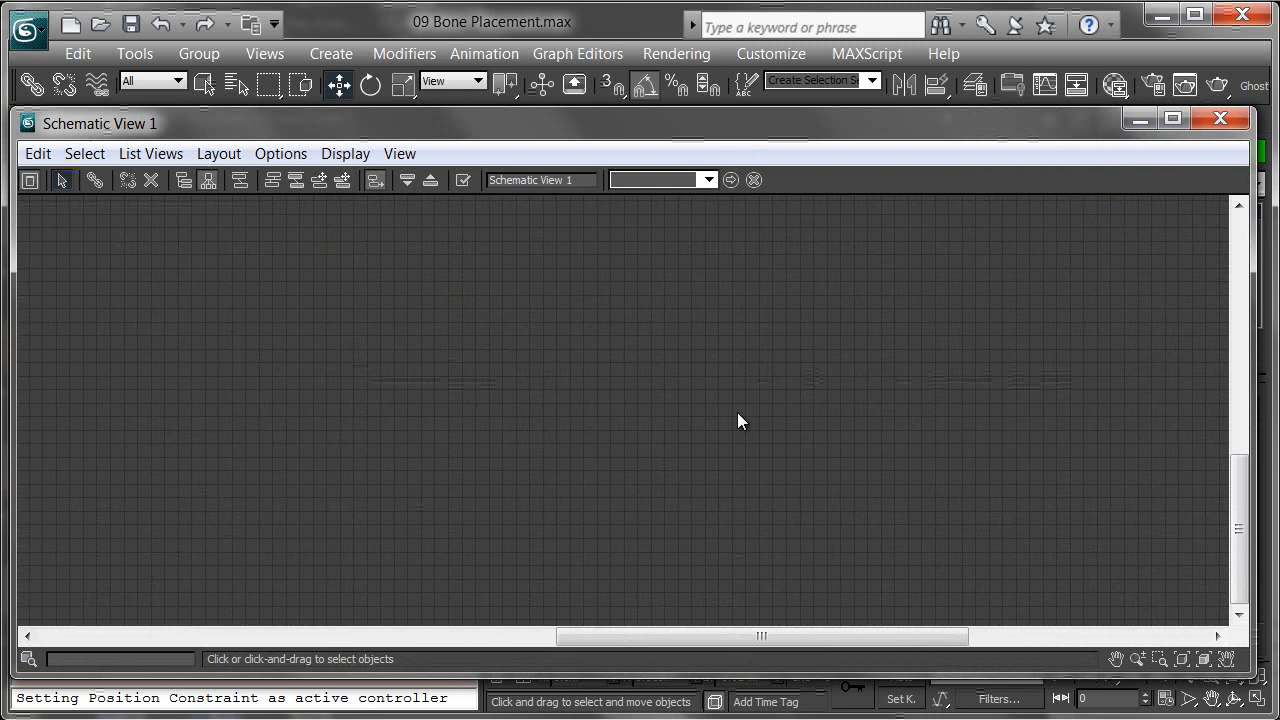 09 Bone Placement.max
Type a keyword or phrase
Edit Tools Group Views Create Modifiers Animation Graph Editors Rendering Customize MAXScript Help
All View 3 ABC Create Selection Se Ghost
Schematic View 1
Edit Select List Views Layout Options Display View
Schematic View 1
Click or click-and-drag to select objects
Setting Position Constraint as active controller
Click and drag to select and move objects Add Time Tag Set K. Filters... 0